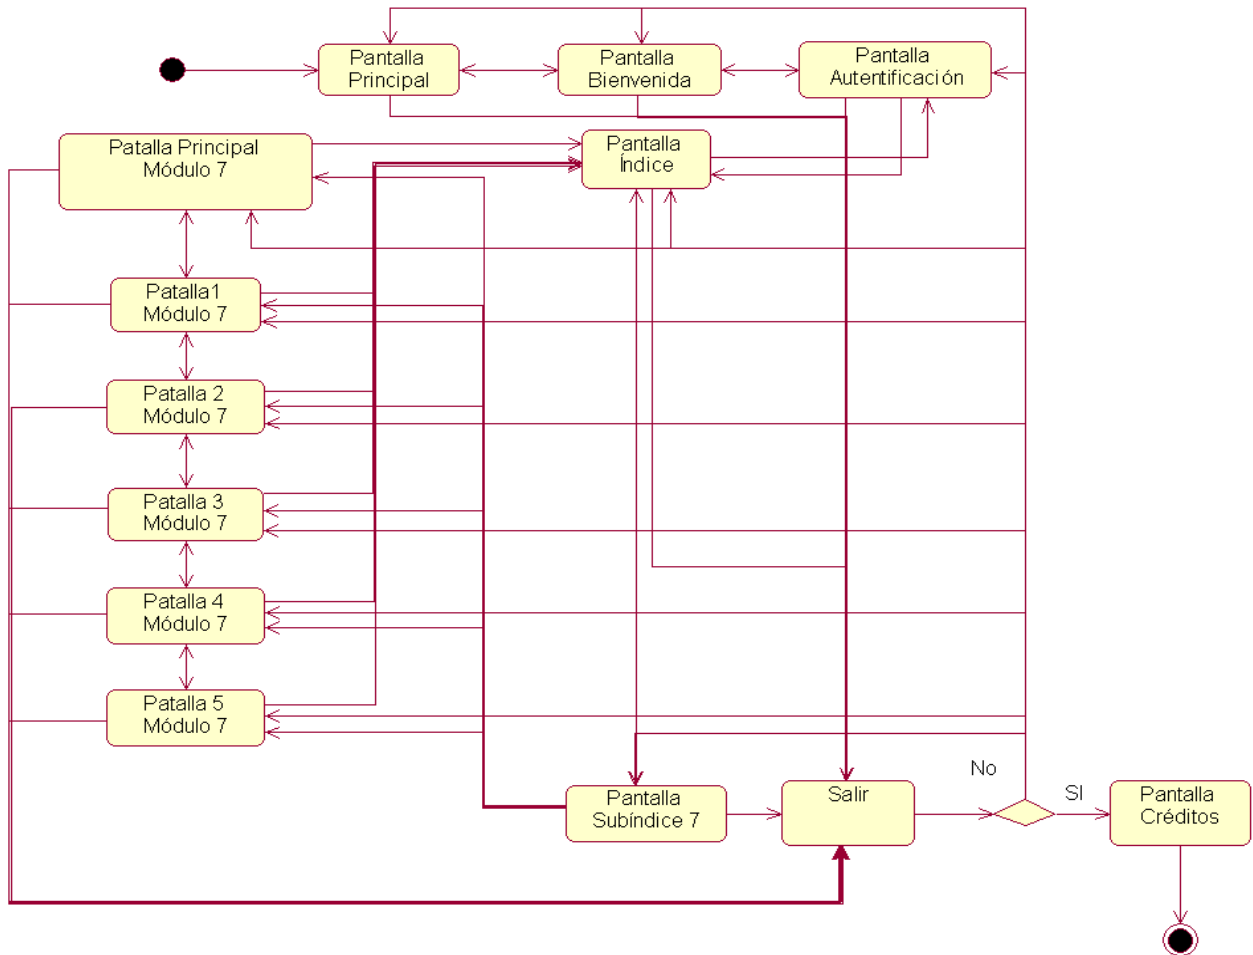 Pantalla
Principal
Pantalla
Bienvenida
Pantalla
Autentificación
Patalla Principal
Módulo 7
Pantalla
Índice
Patalla1
Módulo 7
Patalla 2
Módulo 7
Patalla 3
Módulo 7
Patalla 4
Módulo 7
Patalla 5
Módulo 7
Pantalla
Subíndice 7
Salir
No
SI
Pantalla
Créditos